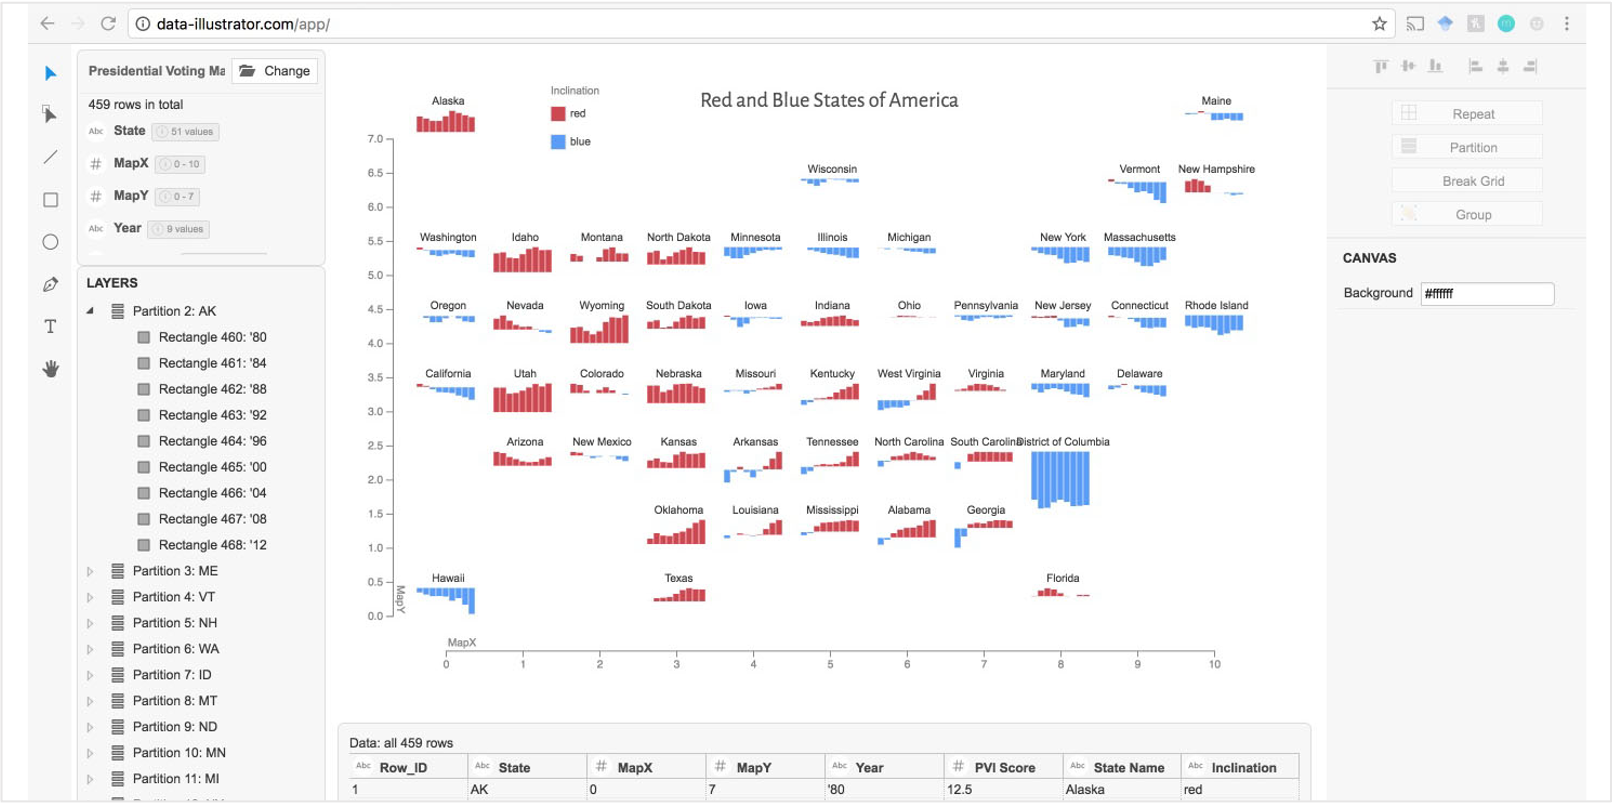 data-illustrator.com/app/
Presidential Voting Ma
Change
459 rows in total
Abc State 51 values
# MapX 0 - 10
# MapY 0 - 7
Abc Year 9 values
LAYERS
Partition 2: AK
Rectangle 460: '80
Rectangle 461: '84
Rectangle 462: '88
Rectangle 463: '92
Rectangle 464: '96
Rectangle 465: '00
Rectangle 466: '04
Rectangle 467: '08
Rectangle 468: '12
Partition 3: ME
Partition 4: VT
Partition 5: NH
Partition 6: WA
Partition 7: ID
Partition 8: MT
Partition 9: ND
Partition 10: MN
Partition 11: MI
T
Red and Blue States of America
Inclination
red
blue
Alaska Maine
7.0
Wisconsin Vermont New Hampshire
6.5
6.0
Washington Idaho Montana North Dakota Minnesota Illinois Michigan New York Massachusetts
5.5
5.0
Oregon Nevada Wyoming South Dakota Iowa Indiana Ohio Pennsylvania New Jersey Connecticut Rhode Island
4.5
4.0
California Utah Colorado Nebraska Missouri Kentucky West Virginia Virginia Maryland Delaware
3.5
3.0
Arizona New Mexico Kansas Arkansas Tennessee North Carolina South Carolina District of Columbia
2.5
2.0
Oklahoma Louisiana Mississippi Alabama Georgia
1.5
1.0
Hawaii Texas Florida
0.5
0.0
MapY
MapX
0 1 2 3 4 5 6 7 8 9 10
Data: all 459 rows
Abc Row_ID Abc State # MapX # MapY Abc Year # PVI Score Abc State Name Abc Inclination
1 AK 0 7 '80 12.5 Alaska red
Repeat
Partition
Break Grid
Group
CANVAS
Background #ffffff